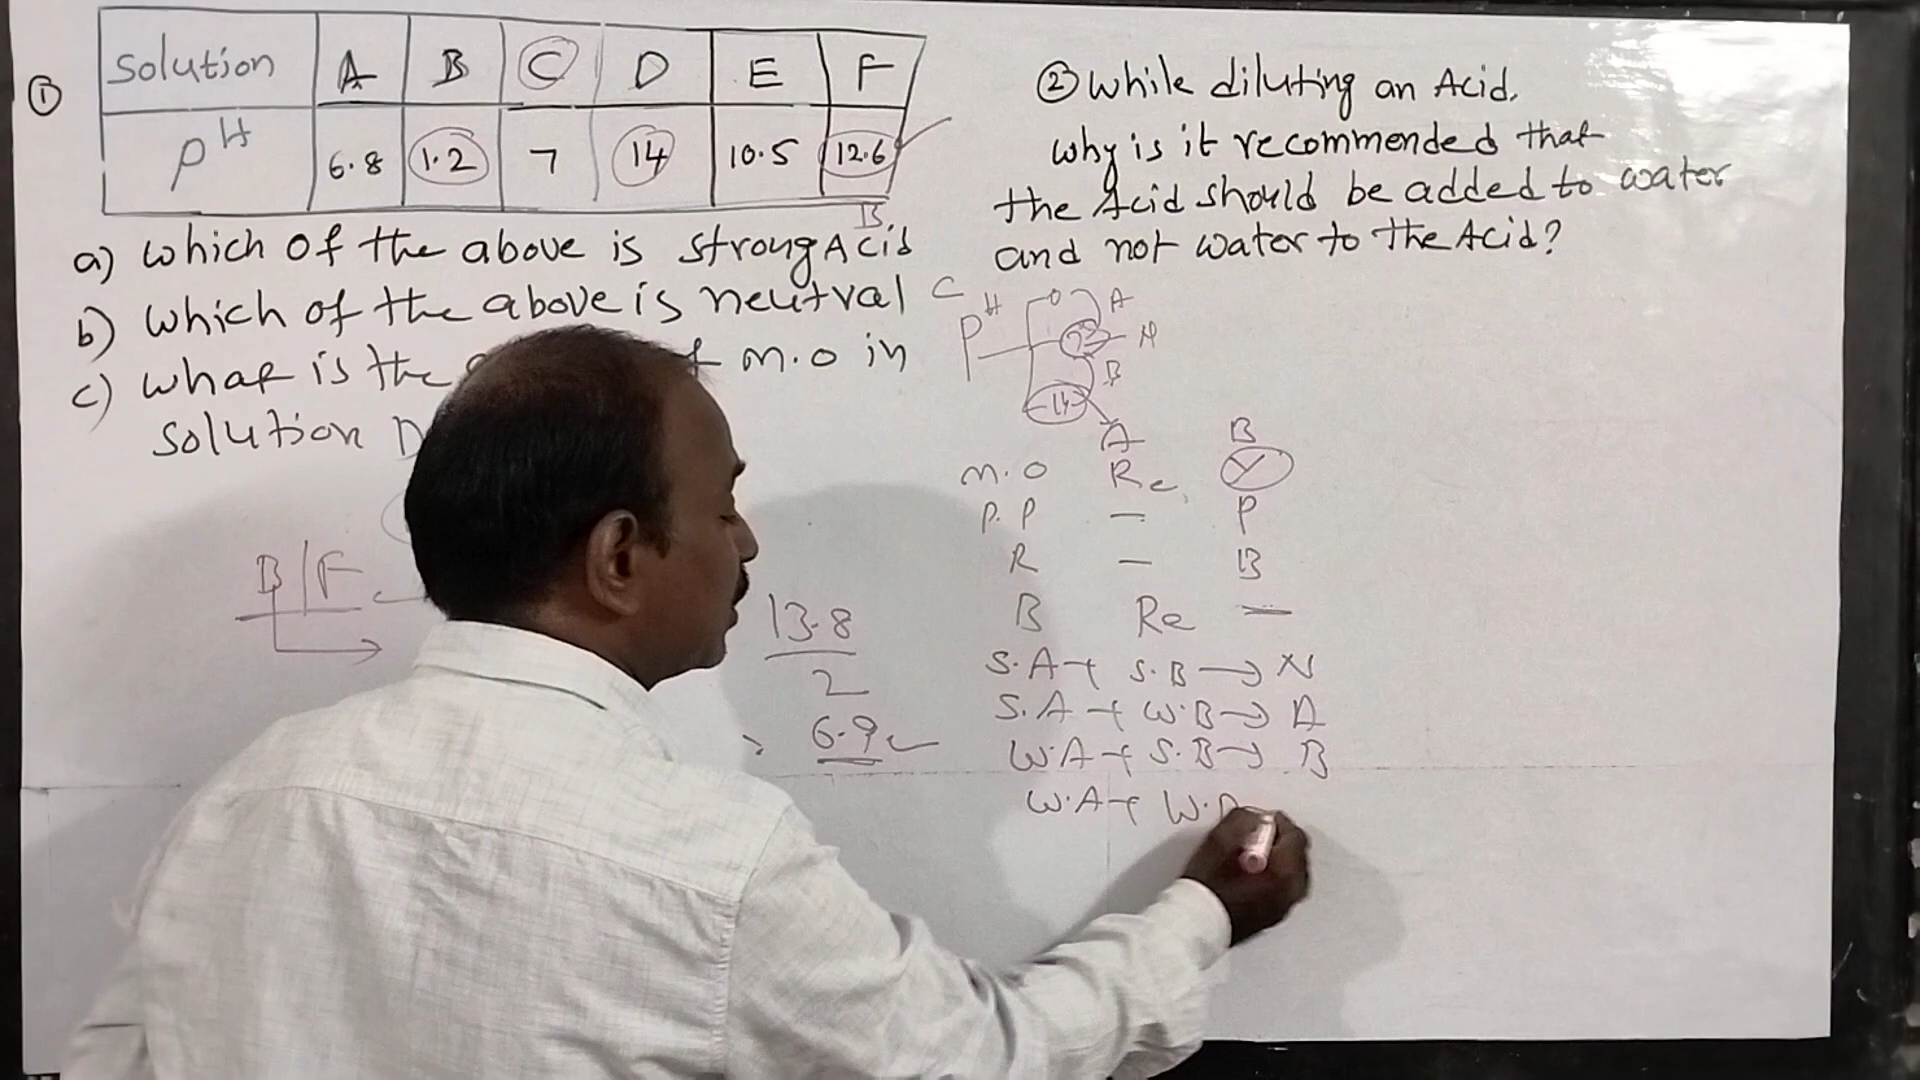 ① Solution A B C D E F
pH 6.8 1.2 7 14 10.5 12.6
a) Which of the above is strong Acid B
b) Which of the above is neutral C
c) What is the m.o in
solution D
② While diluting an Acid.
Why is it recommended that
the Acid should be added to water
and not water to the Acid?
PH 0 A
7 N
B
14
A B
m.o Re Y
P.P — P
R — B
B Re —
S.A + S.B → N
S.A + W.B → A
W.A + S.B → B
W.A + W.
B | F
13.8
2
6.9